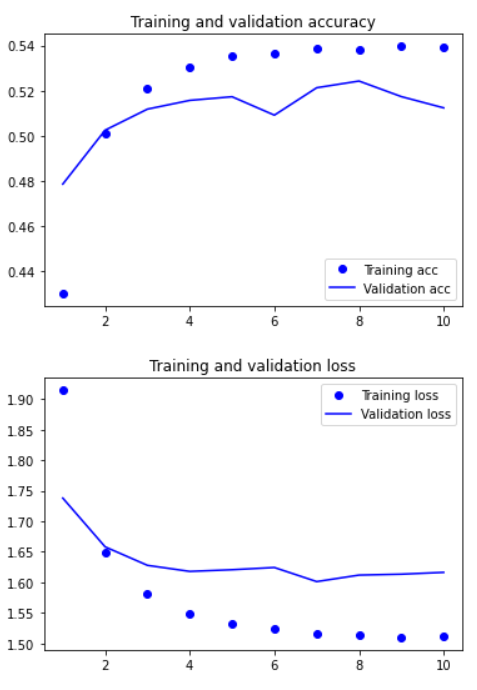 Training and validation accuracy
0.54
0.52
0.50
0.48
0.46
0.44
Training acc
Validation acc
2 4 6 8 10
Training and validation loss
1.90
1.85
1.80
1.75
1.70
1.65
1.60
1.55
1.50
Training loss
Validation loss
2 4 6 8 10